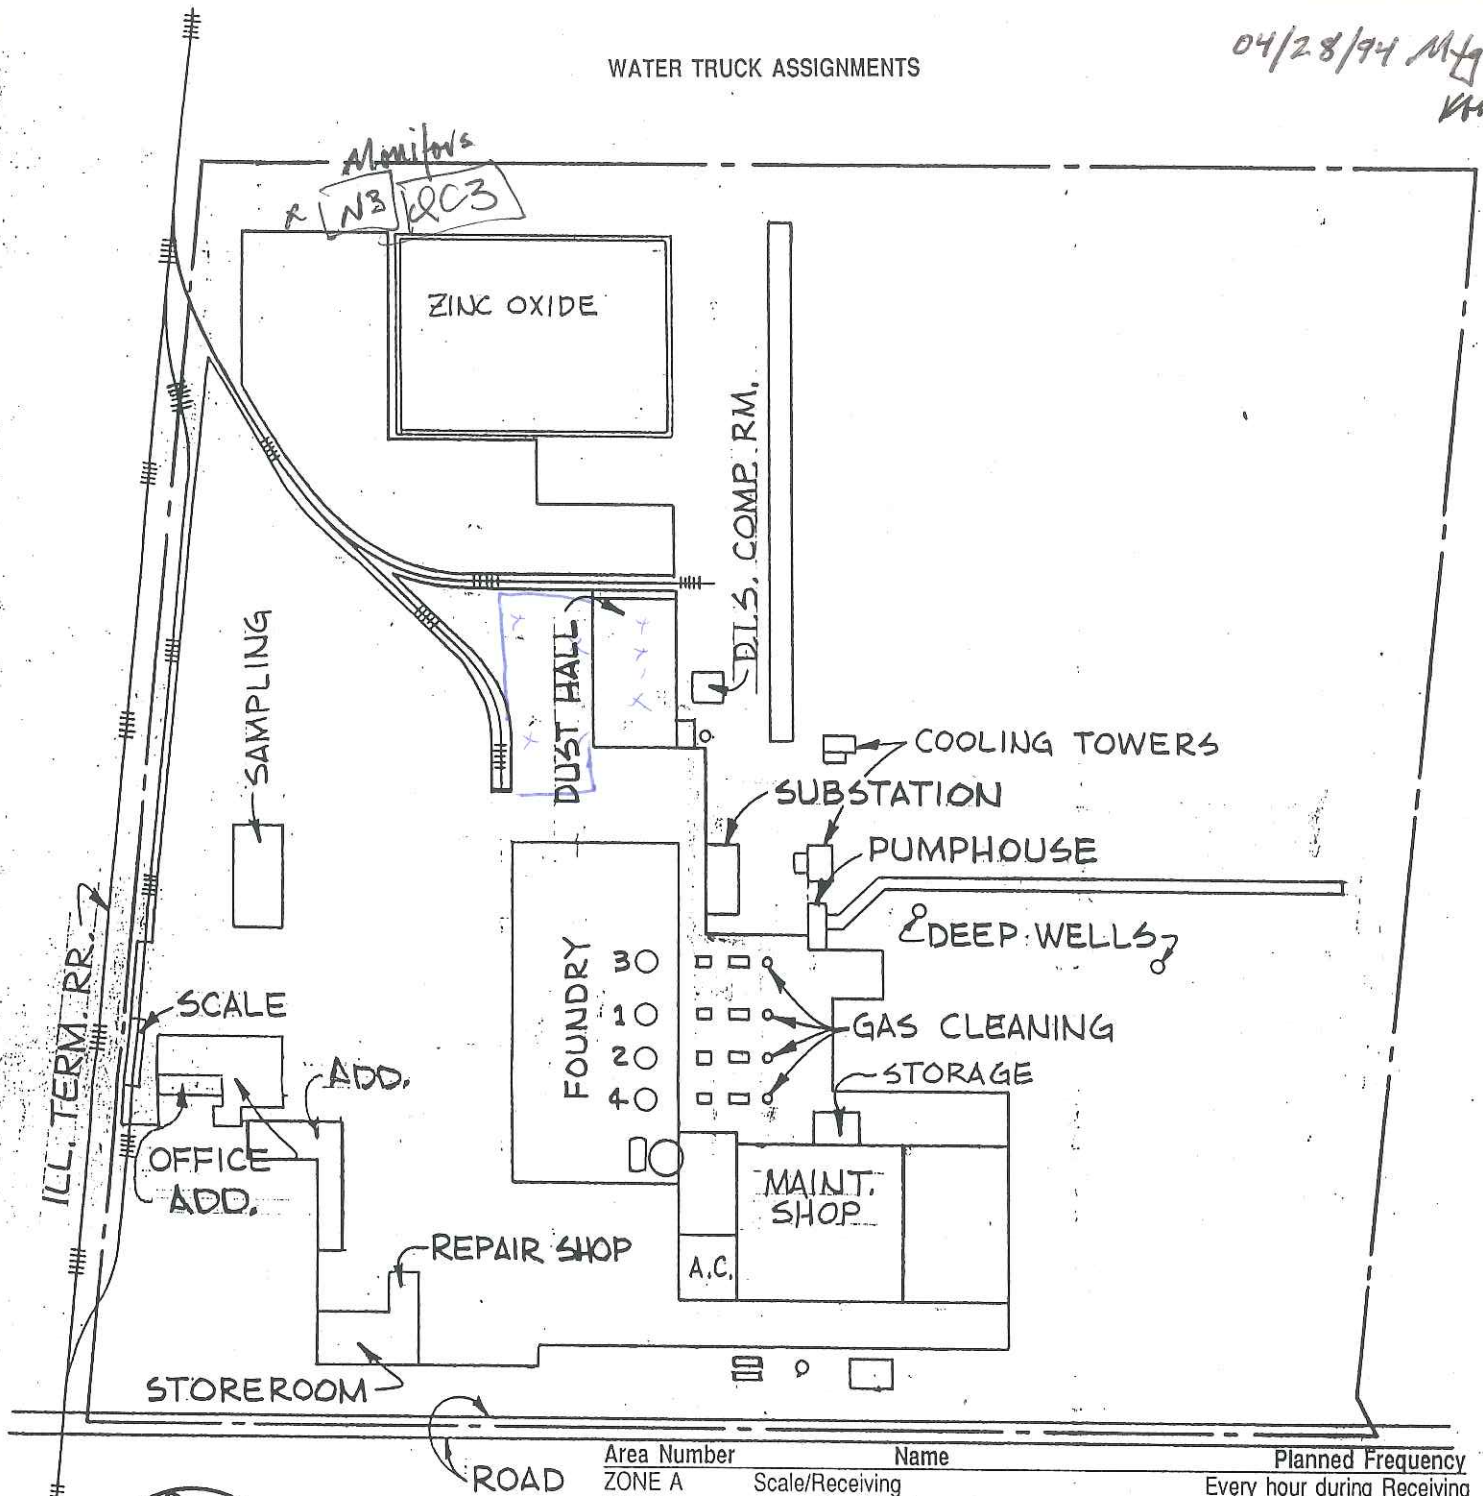 WATER TRUCK ASSIGNMENTS
04/28/94 Mtg
Monitors
N3
ZINC OXIDE
D.L.S. COMP. RM.
SAMPLING
DUST HALL
COOLING TOWERS
SUBSTATION
PUMPHOUSE
DEEP WELLS
ILL. TERM. RR.
FOUNDRY
3
1
2
4
SCALE
GAS CLEANING
STORAGE
ADD.
OFFICE
ADD.
MAINT.
SHOP
A.C.
REPAIR SHOP
STOREROOM
ROAD
Area Number Name Planned Frequency
ZONE A Scale/Receiving Every hour during Receiving